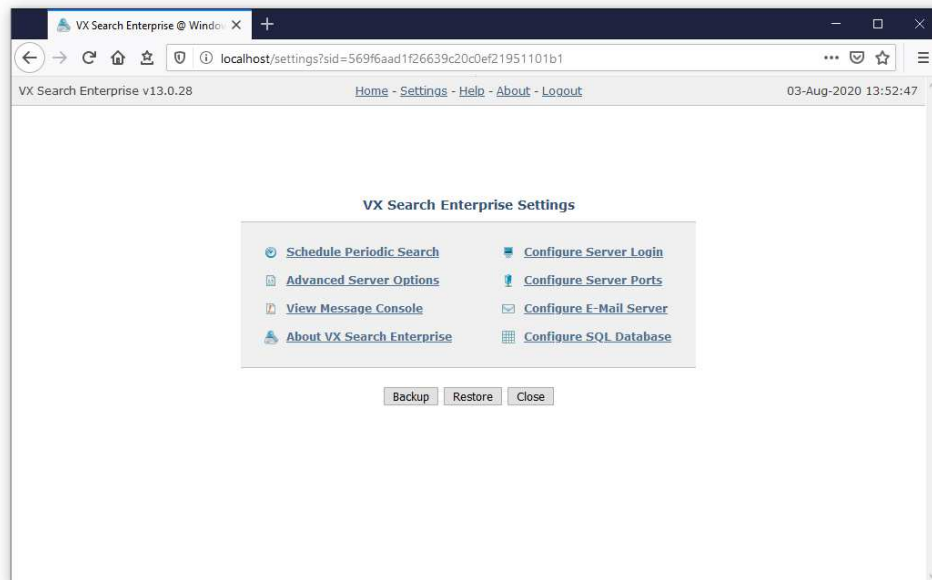 VX Search Enterprise @ Window
localhost/settings?sid=569f6aad1f26639c20c0ef21951101b1
VX Search Enterprise v13.0.28 Home - Settings - Help - About - Logout 03-Aug-2020 13:52:47
VX Search Enterprise Settings
Schedule Periodic Search Configure Server Login
Advanced Server Options Configure Server Ports
View Message Console Configure E-Mail Server
About VX Search Enterprise Configure SQL Database
Backup Restore Close